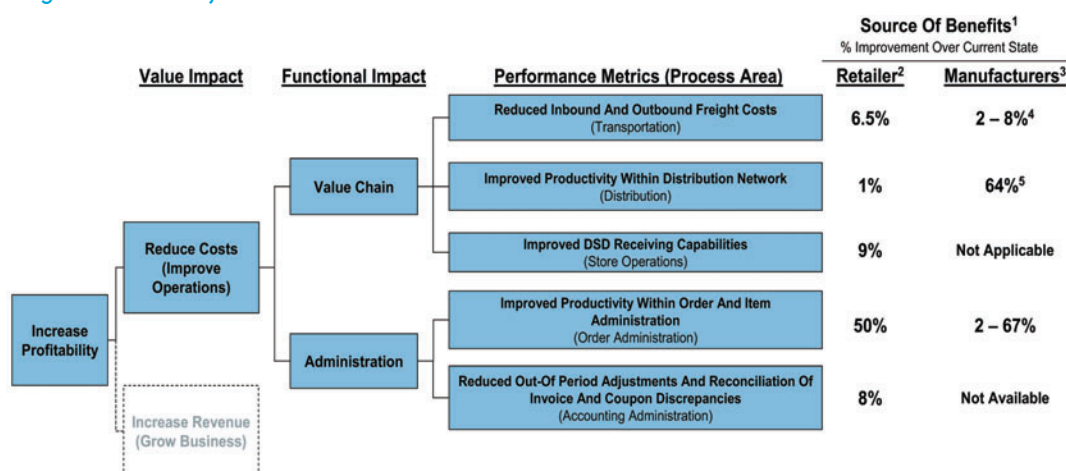 Source Of Benefits1
% Improvement Over Current State
Value Impact
Functional Impact
Performance Metrics (Process Area)
Retailer2
Manufacturers3
Reduced Inbound And Outbound Freight Costs
(Transportation)
6.5%
2 – 8%4
Value Chain
Improved Productivity Within Distribution Network
(Distribution)
1%
64%5
Reduce Costs
(Improve
Operations)
Improved DSD Receiving Capabilities
(Store Operations)
9%
Not Applicable
Increase
Profitability
Improved Productivity Within Order And Item
Administration
(Order Administration)
50%
2 – 67%
Administration
Reduced Out-Of Period Adjustments And Reconciliation Of
Invoice And Coupon Discrepancies
(Accounting Administration)
8%
Not Available
Increase Revenue
(Grow Business)